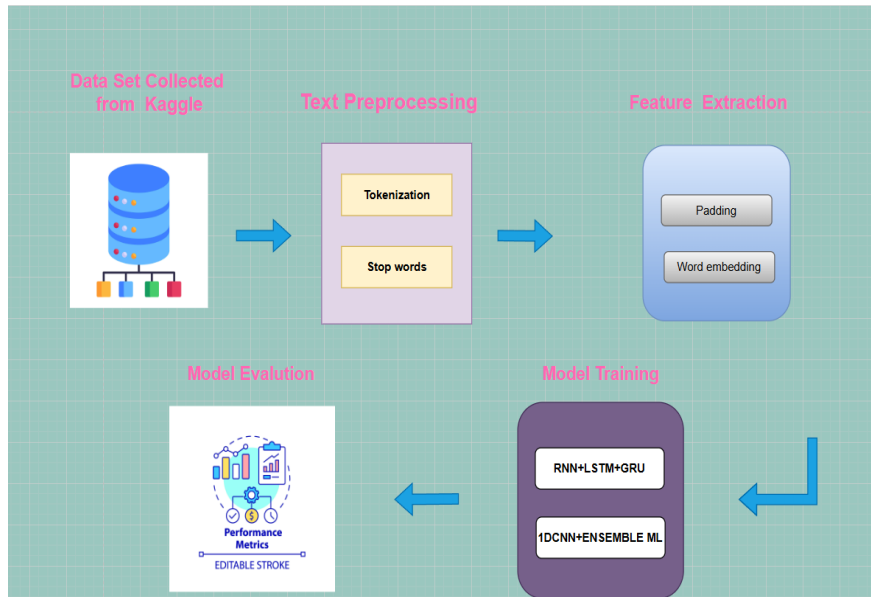 Data Set Collected
from Kaggle
Text Preprocessing
Feature Extraction
Tokenization
Stop words
Padding
Word embedding
Model Evalution
Model Training
Performance
Metrics
EDITABLE STROKE
RNN+LSTM+GRU
1DCNN+ENSEMBLE ML